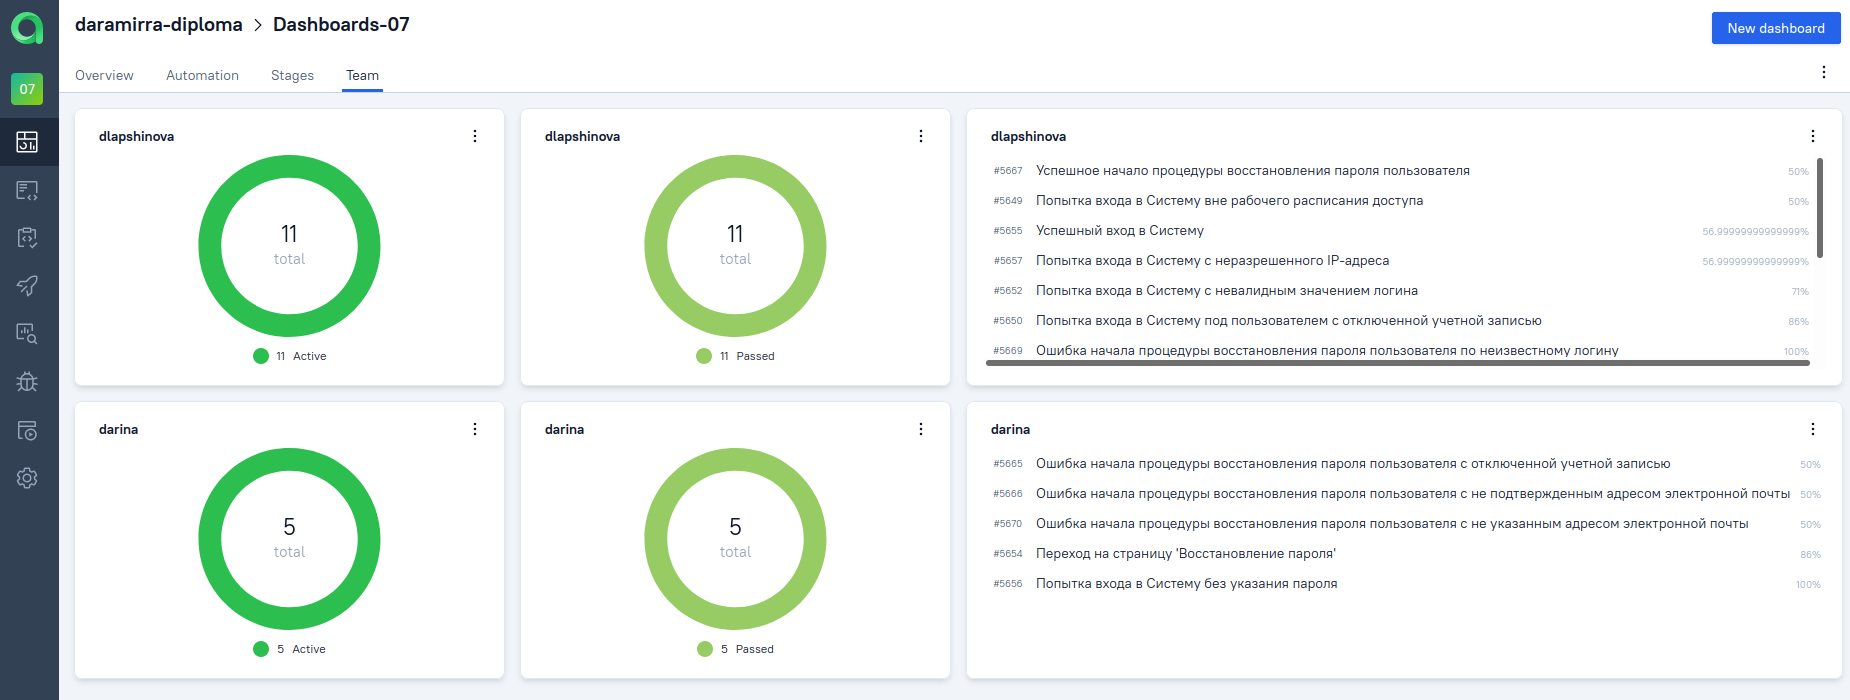 daramirra-diploma > Dashboards-07
New dashboard
07
Overview Automation Stages Team
dlapshinova
11
total
11 Active
dlapshinova
11
total
11 Passed
dlapshinova
#5667 Успешное начало процедуры восстановления пароля пользователя 50%
#5649 Попытка входа в Систему вне рабочего расписания доступа 50%
#5655 Успешный вход в Систему 56.99999999999999%
#5657 Попытка входа в Систему с неразрешенного IP-адреса 56.99999999999999%
#5652 Попытка входа в Систему с невалидным значением логина 71%
#5650 Попытка входа в Систему под пользователем с отключенной учетной записью 86%
#5669 Ошибка начала процедуры восстановления пароля пользователя по неизвестному логину 100%
darina
5
total
5 Active
darina
5
total
5 Passed
darina
#5665 Ошибка начала процедуры восстановления пароля пользователя с отключенной учетной записью 50%
#5666 Ошибка начала процедуры восстановления пароля пользователя с не подтвержденным адресом электронной почты 50%
#5670 Ошибка начала процедуры восстановления пароля пользователя с не указанным адресом электронной почты 50%
#5654 Переход на страницу 'Восстановление пароля' 86%
#5656 Попытка входа в Систему без указания пароля 100%